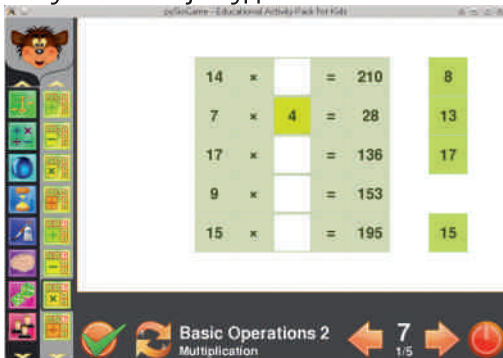 pySioGame - Educational Activity Pack for Kids
14 × = 210 8
7 × 4 = 28 13
17 × = 136 17
9 × = 153
15 × = 195 15
Basic Operations 2 7
Multiplication 1/5